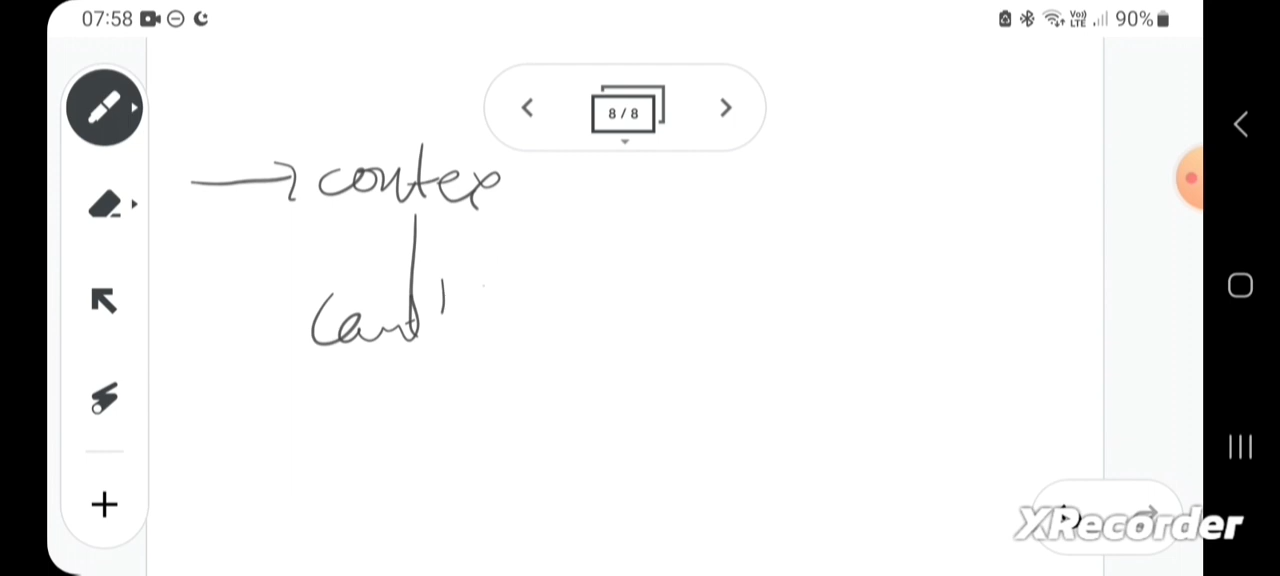 07:58 90%
8 / 8
→ contex
XRecorder